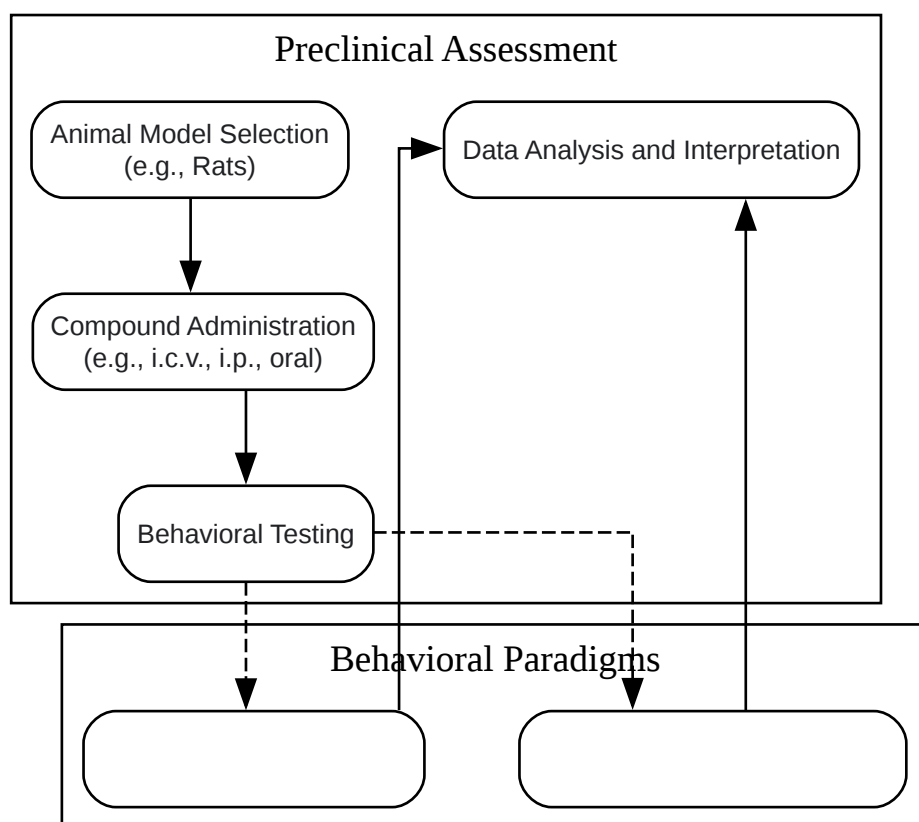 Preclinical Assessment
Animal Model Selection
(e.g., Rats)
Data Analysis and Interpretation
Compound Administration
(e.g., i.c.v., i.p., oral)
Behavioral Testing
Behavioral Paradigms